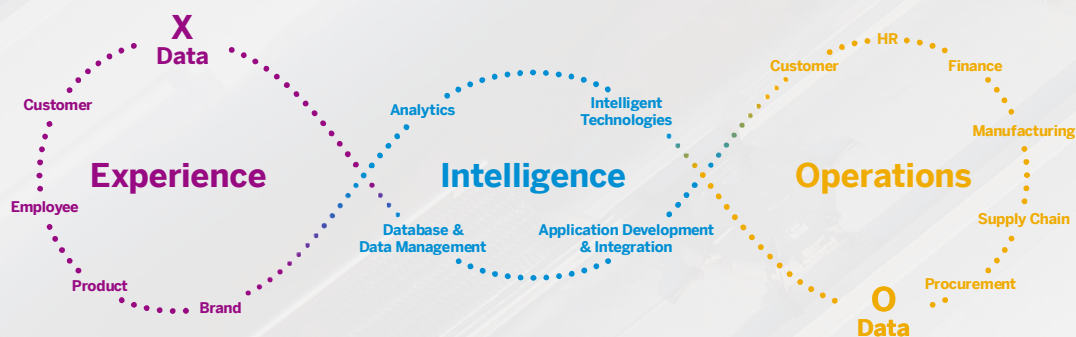 X
Data
Customer
Experience
Employee
Product
Brand
Analytics
Intelligent
Technologies
Intelligence
Database &
Data Management
Application Development
& Integration
Customer
HR
Finance
Manufacturing
Operations
Supply Chain
Procurement
O
Data